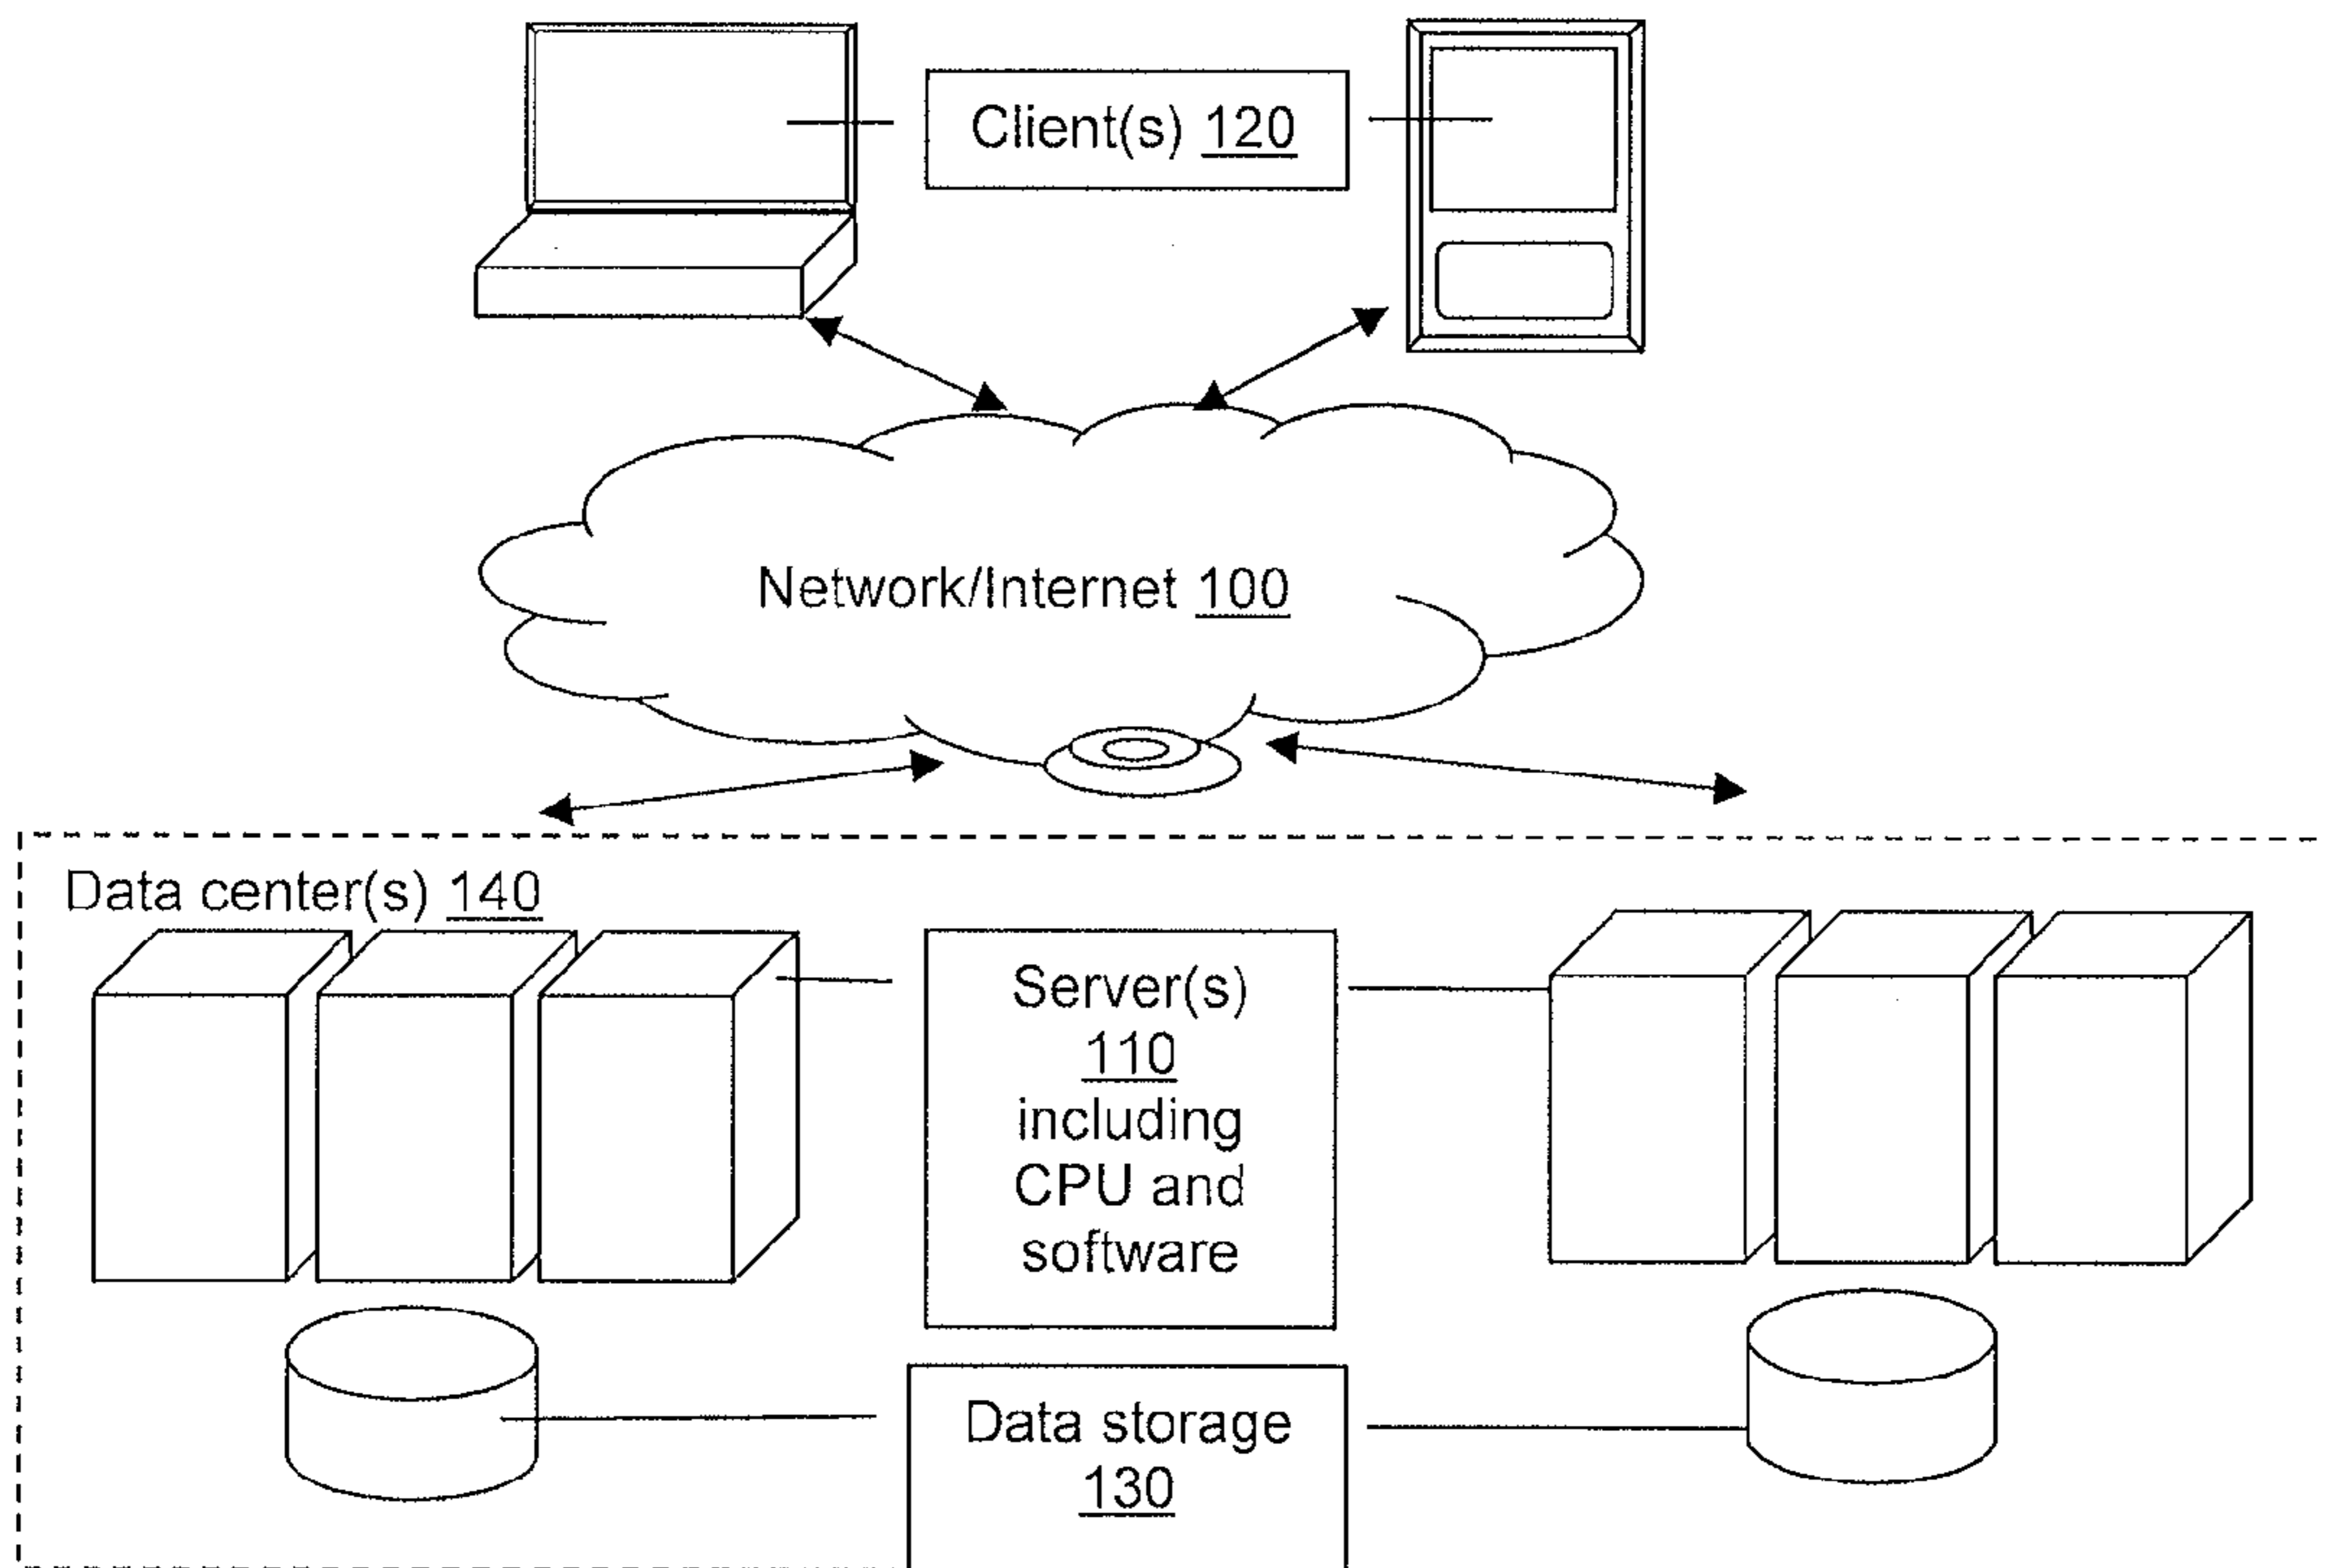 Client(s) 120
Network/Internet 100
Data center(s) 140
Server(s)
110
including
CPU and
software
Data storage
130